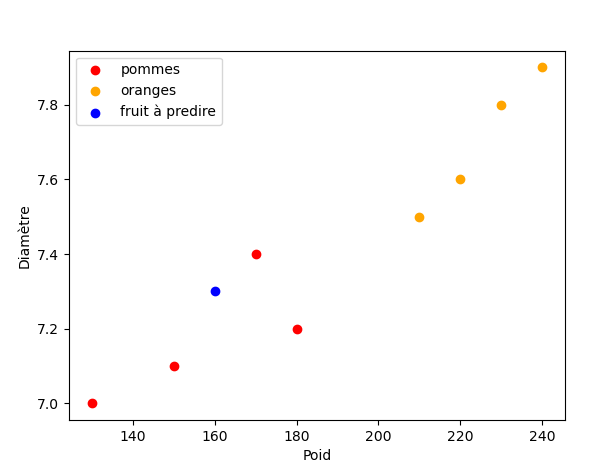 pommes
oranges
fruit à predire
Diamètre
7.8
7.6
7.4
7.2
7.0
140 160 180 200 220 240
Poid